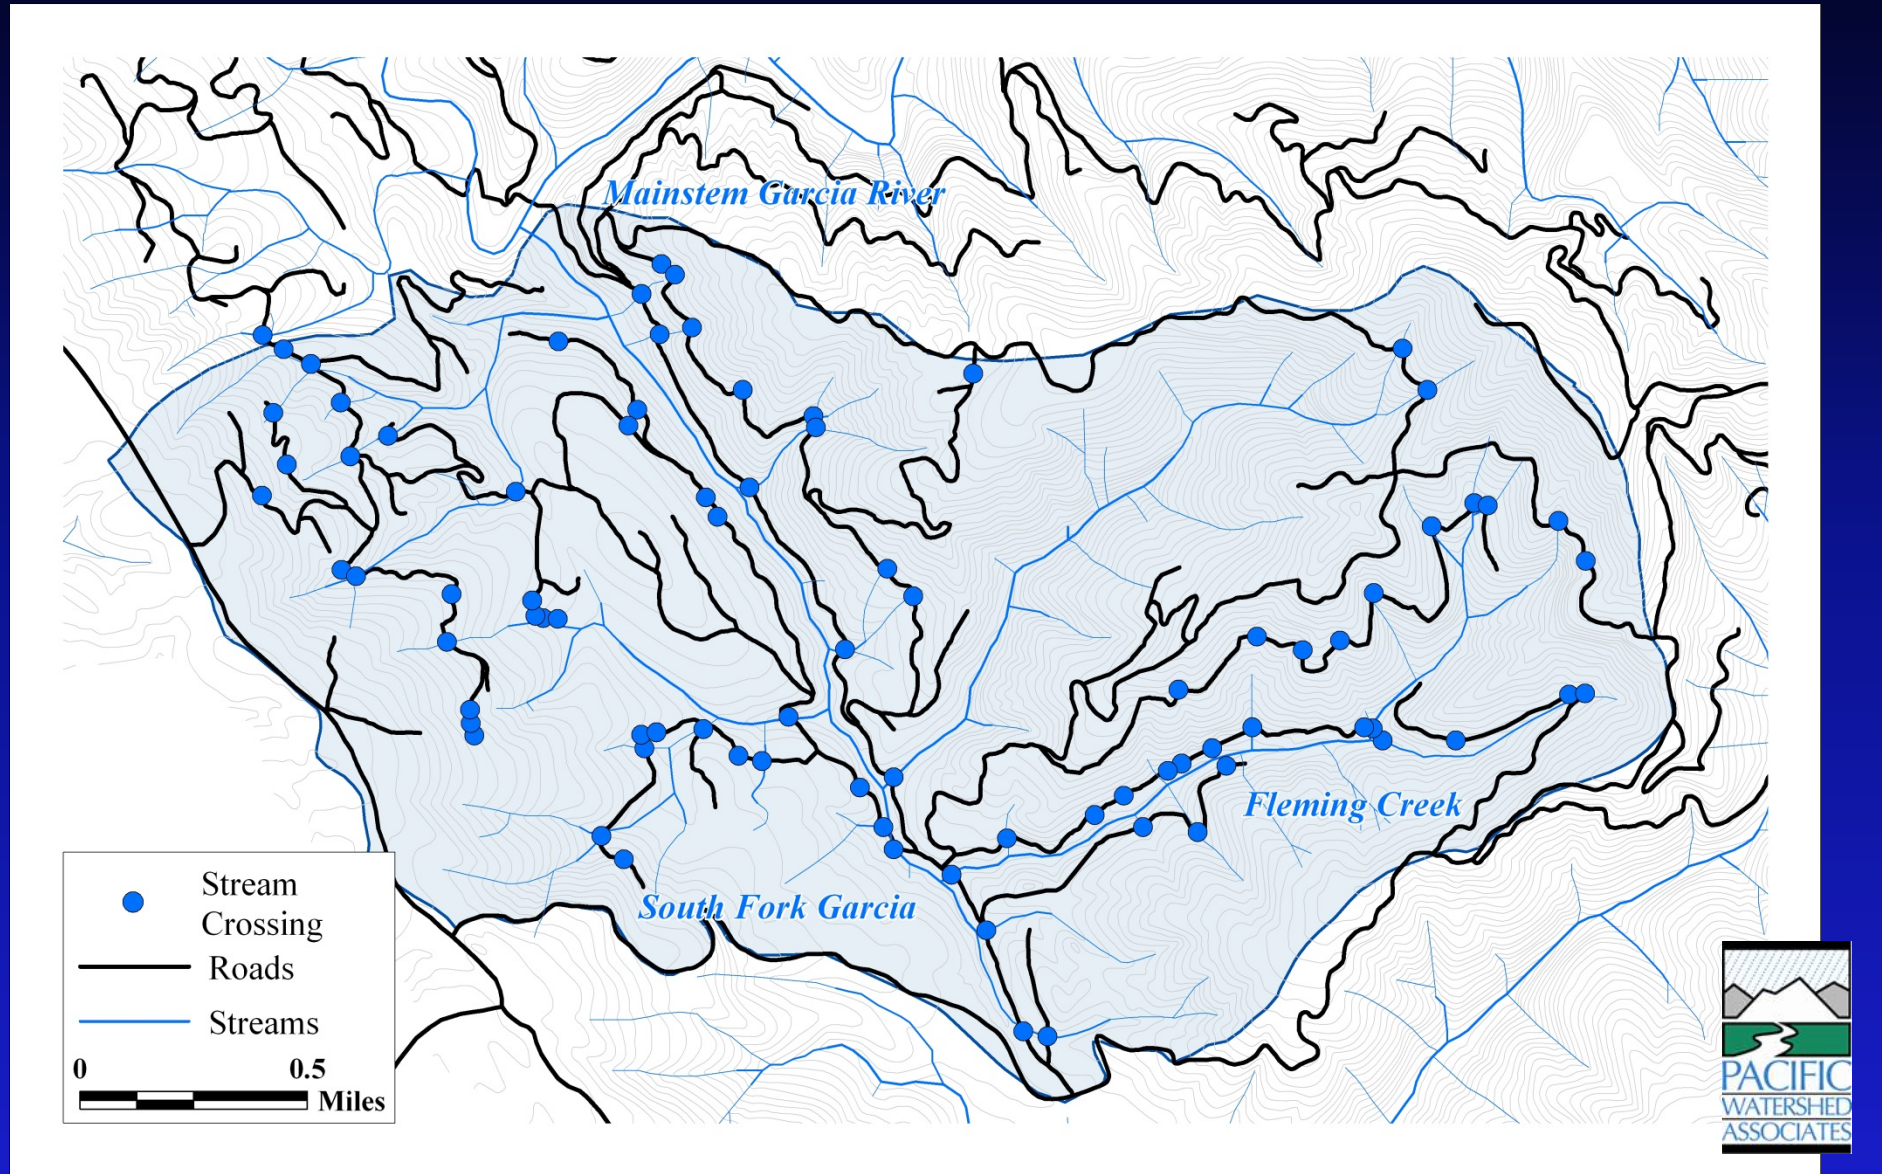 Mainstem Garcia River
Fleming Creek
South Fork Garcia
Stream
Crossing
Roads
Streams
0 0.5
Miles
PACIFIC
WATERSHED
ASSOCIATES